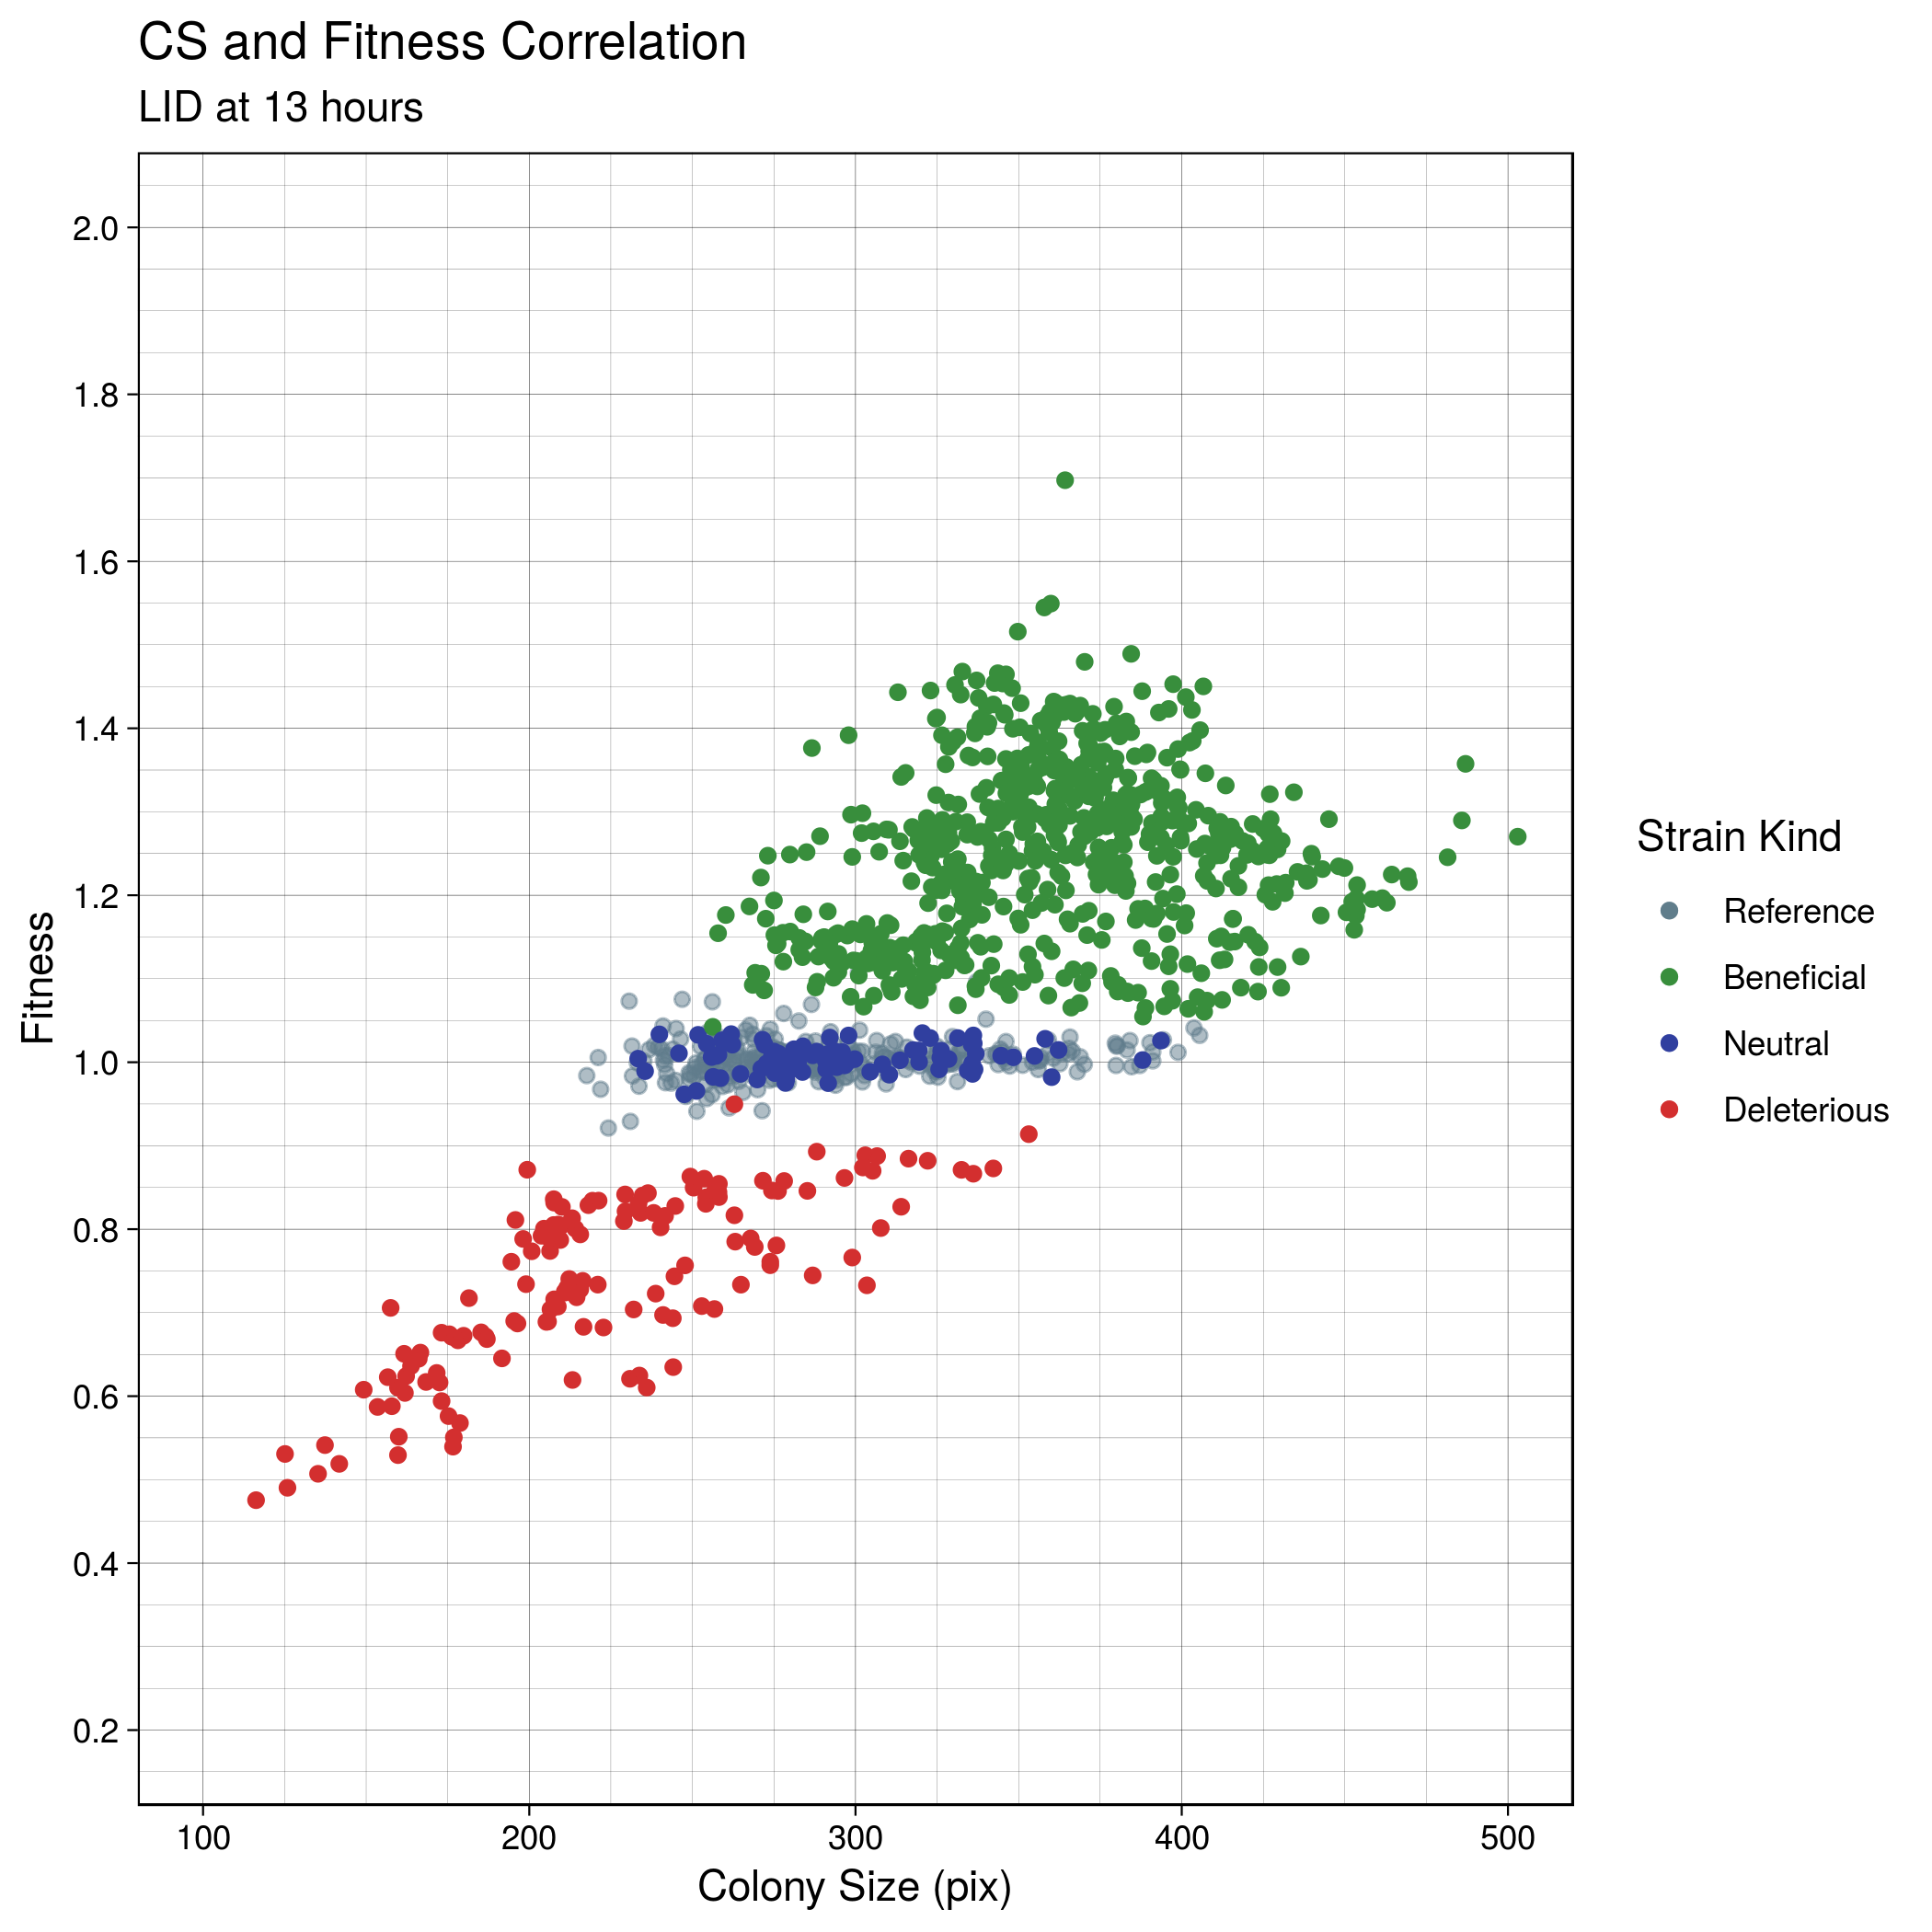 CS and Fitness Correlation
LID at 13 hours
Fitness
2.0
1.8
1.6
1.4
1.2
1.0
0.8
0.6
0.4
0.2
100 200 300 400 500
Colony Size (pix)
Strain Kind
Reference
Beneficial
Neutral
Deleterious